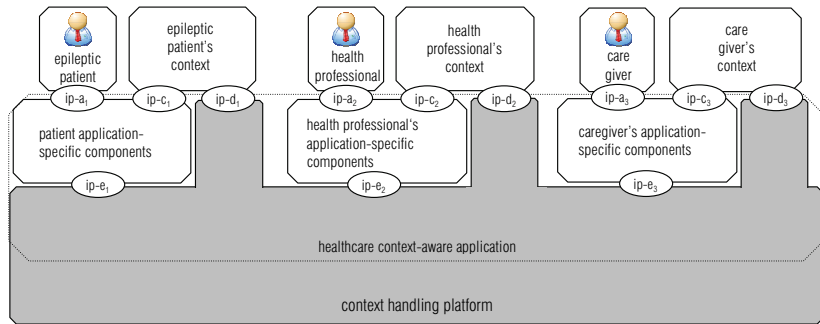 epileptic
patient
epileptic
patient's
context
health
professional
health
professional's
context
care
giver
care
giver's
context
ip-a1
ip-c1
ip-d1
ip-a2
ip-c2
ip-d2
ip-a3
ip-c3
ip-d3
patient application-
specific components
health professional's
application-specific
components
caregiver's application-
specific components
ip-e1
ip-e2
ip-e3
healthcare context-aware application
context handling platform